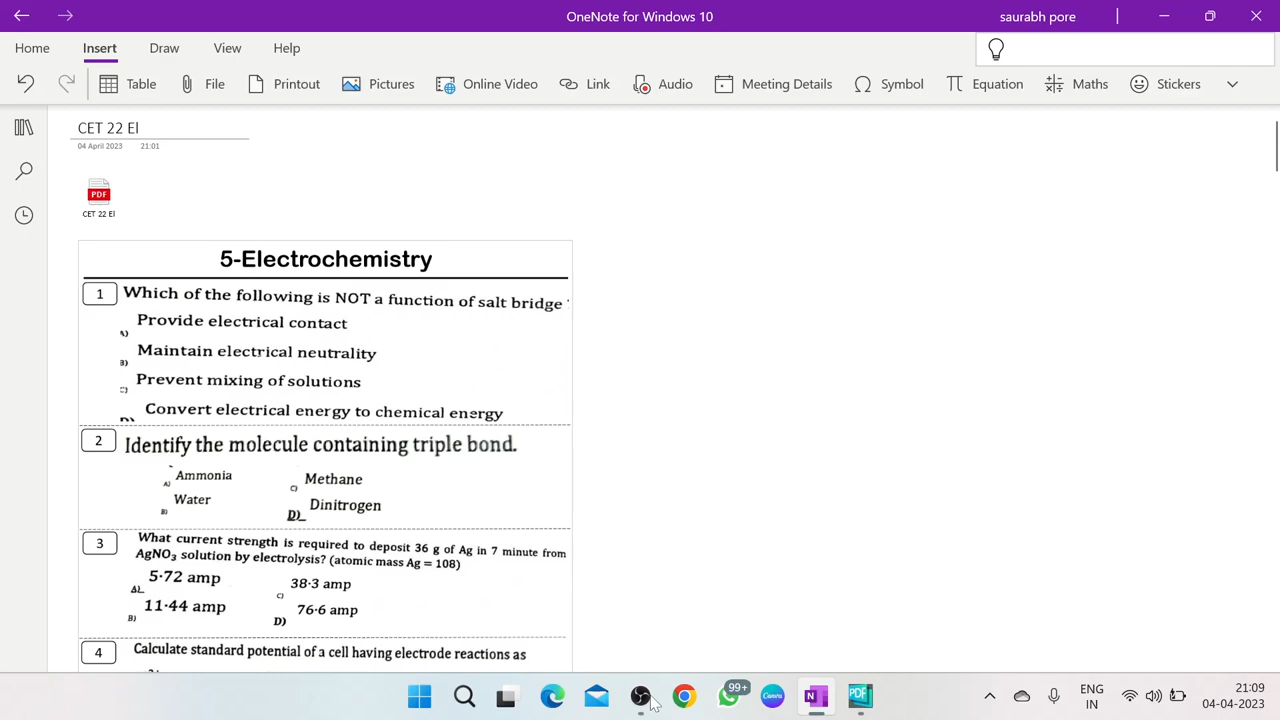 OneNote for Windows 10
saurabh pore
Home
Insert
Draw
View
Help
Table
File
Printout
Pictures
Online Video
Link
Audio
Meeting Details
Symbol
Equation
Maths
Stickers
CET 22 El
04 April 2023 21:01
PDF
CET 22 El
5-Electrochemistry
1 Which of the following is NOT a function of salt bridge
A) Provide electrical contact
B) Maintain electrical neutrality
C) Prevent mixing of solutions
D) Convert electrical energy to chemical energy
2 Identify the molecule containing triple bond.
A) Ammonia C) Methane
B) Water D) Dinitrogen
3 What current strength is required to deposit 36 g of Ag in 7 minute from
AgNO₃ solution by electrolysis? (atomic mass Ag = 108)
A) 5·72 amp C) 38·3 amp
B) 11·44 amp D) 76·6 amp
4 Calculate standard potential of a cell having electrode reactions as
99+
Canva
N
PDF
ENG
IN
21:09
04-04-2023